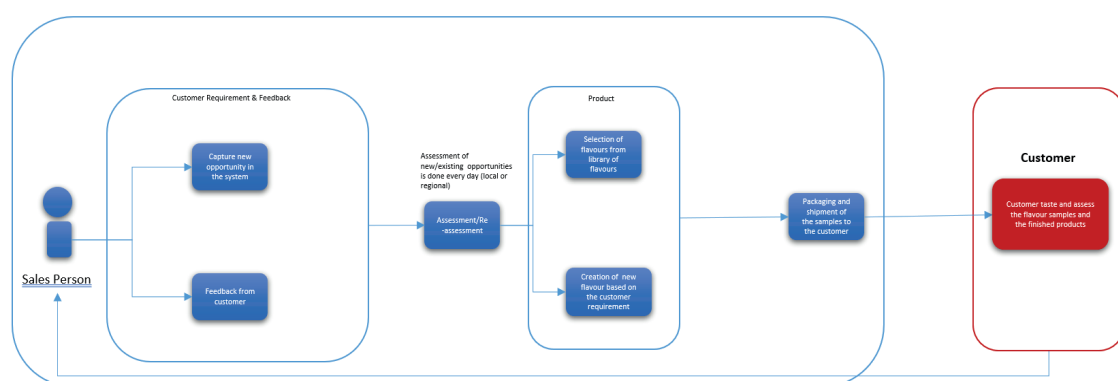 Customer Requirement & Feedback
Capture new
opportunity in
the system
Feedback from
customer
Sales Person
Assessment of
new/existing opportunities
is done every day (local or
regional)
Assessment/Re
-assessment
Product
Selection of
flavours from
library of
flavours
Creation of new
flavour based on
the customer
requirement
Packaging and
shipment of
the samples to
the customer
Customer
Customer taste and assess
the flavour samples and
the finished products